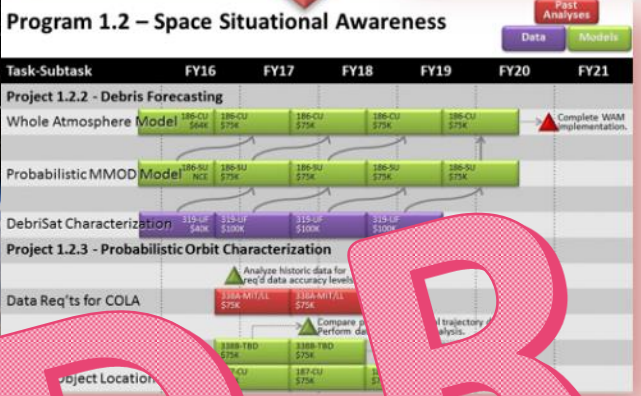 Program 1.2 – Space Situational Awareness
Past Analyses
Data Models
Task-Subtask FY16 FY17 FY18 FY19 FY20 FY21
Project 1.2.2 - Debris Forecasting
Whole Atmosphere Model 186-CU $64K 186-CU $75K 186-CU $75K 186-CU $75K 186-CU $75K Complete WAM implementation.
Probabilistic MMOD Model 186-SU NCE 186-SU $75K 186-SU $75K 186-SU $75K 186-SU $75K
DebriSat Characterization 319-UF $40K 319-UF $100K 319-UF $100K 319-UF $100K
Project 1.2.3 - Probabilistic Orbit Characterization
Analyze historic data for
req'd data accuracy levels
Data Req'ts for COLA 338A-MIT/LL $75K 338A-MIT/LL $75K
Compare trajectory
Perform
338B-TBD $75K 338B-TBD $75K
Object Location 187-CU $75K
R